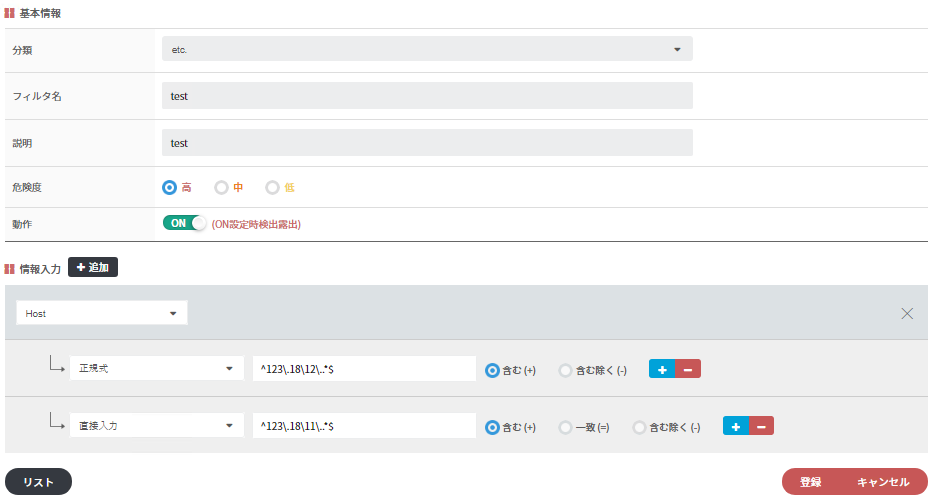 基本情報
分類 etc.
フィルタ名 test
説明 test
危険度 高 中 低
動作 ON (ON設定時検出露出)
情報入力 + 追加
Host
正規式 ^123\.18\12\..*$ 含む (+) 含む除く (-) + −
直接入力 ^123\.18\11\..*$ 含む (+) 一致 (=) 含む除く (-) + −
リスト 登録 キャンセル